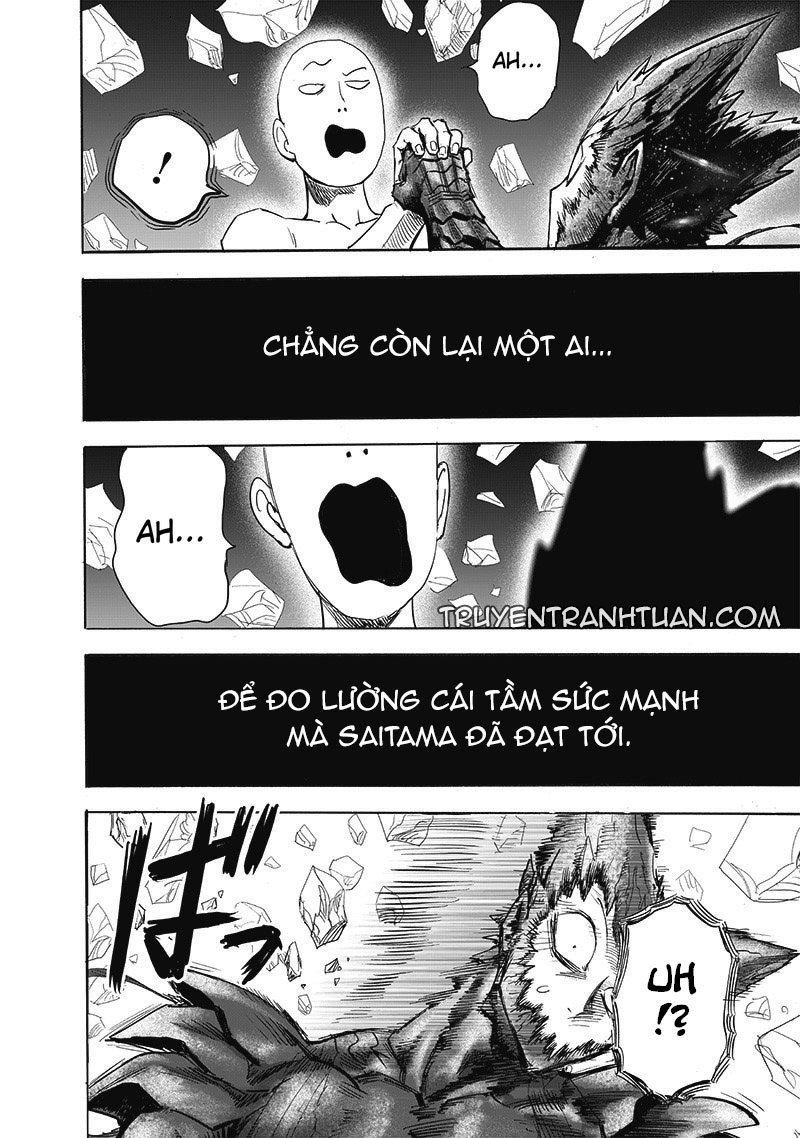 AH...
!
CHẲNG CÒN LẠI MỘT AI...
AH...
TRUYENTRANHTUAN.COM
ĐỂ ĐO LƯỜNG CÁI TẦM SỨC MẠNH
MÀ SAITAMA ĐÃ ĐẠT TỚI.
ばっ
UH
!?